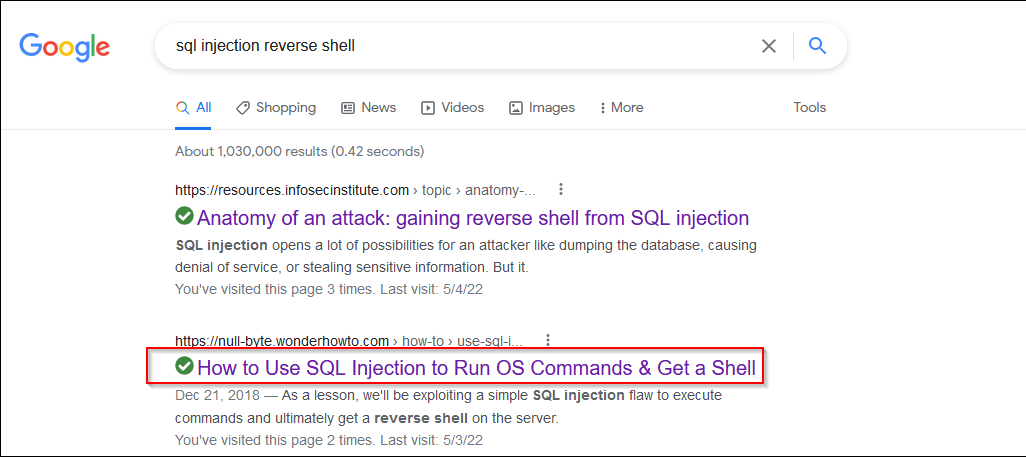 Google
sql injection reverse shell
All Shopping News Videos Images More Tools
About 1,030,000 results (0.42 seconds)
https://resources.infosecinstitute.com › topic › anatomy-...
Anatomy of an attack: gaining reverse shell from SQL injection
SQL injection opens a lot of possibilities for an attacker like dumping the database, causing
denial of service, or stealing sensitive information. But it.
You've visited this page 3 times. Last visit: 5/4/22
https://null-byte.wonderhowto.com › how-to › use-sql-i...
How to Use SQL Injection to Run OS Commands & Get a Shell
Dec 21, 2018 — As a lesson, we'll be exploiting a simple SQL injection flaw to execute
commands and ultimately get a reverse shell on the server.
You've visited this page 2 times. Last visit: 5/3/22